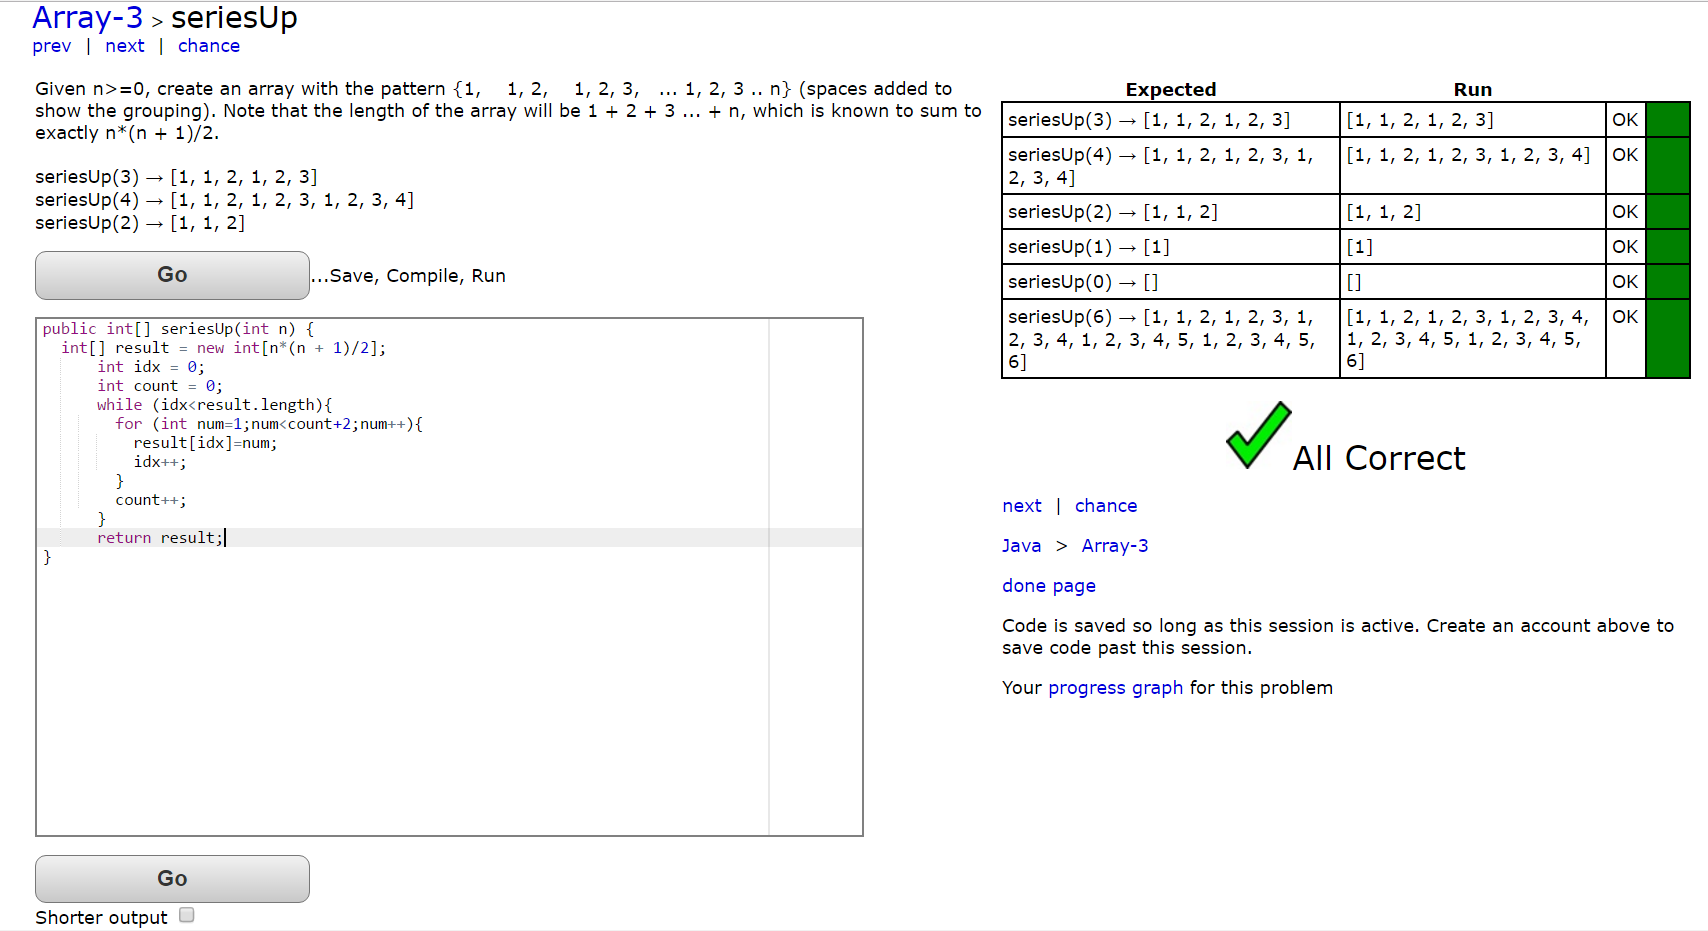 Array-3 > seriesUp
prev | next | chance
Given n>=0, create an array with the pattern {1,    1, 2,    1, 2, 3,   ... 1, 2, 3 .. n} (spaces added to
show the grouping). Note that the length of the array will be 1 + 2 + 3 ... + n, which is known to sum to
exactly n*(n + 1)/2.
seriesUp(3) → [1, 1, 2, 1, 2, 3]
seriesUp(4) → [1, 1, 2, 1, 2, 3, 1, 2, 3, 4]
seriesUp(2) → [1, 1, 2]
Go
...Save, Compile, Run
public int[] seriesUp(int n) {
  int[] result = new int[n*(n + 1)/2];
      int idx = 0;
      int count = 0;
      while (idx<result.length){
        for (int num=1;num<count+2;num++){
          result[idx]=num;
          idx++;
        }
        count++;
      }
      return result;
}
Go
Shorter output
Expected Run
seriesUp(3) → [1, 1, 2, 1, 2, 3] [1, 1, 2, 1, 2, 3] OK
seriesUp(4) → [1, 1, 2, 1, 2, 3, 1, [1, 1, 2, 1, 2, 3, 1, 2, 3, 4] OK
2, 3, 4]
seriesUp(2) → [1, 1, 2] [1, 1, 2] OK
seriesUp(1) → [1] [1] OK
seriesUp(0) → [] [] OK
seriesUp(6) → [1, 1, 2, 1, 2, 3, 1, [1, 1, 2, 1, 2, 3, 1, 2, 3, 4, OK
2, 3, 4, 1, 2, 3, 4, 5, 1, 2, 3, 4, 5, 1, 2, 3, 4, 5, 1, 2, 3, 4, 5,
6] 6]
All Correct
next | chance
Java > Array-3
done page
Code is saved so long as this session is active. Create an account above to
save code past this session.
Your progress graph for this problem